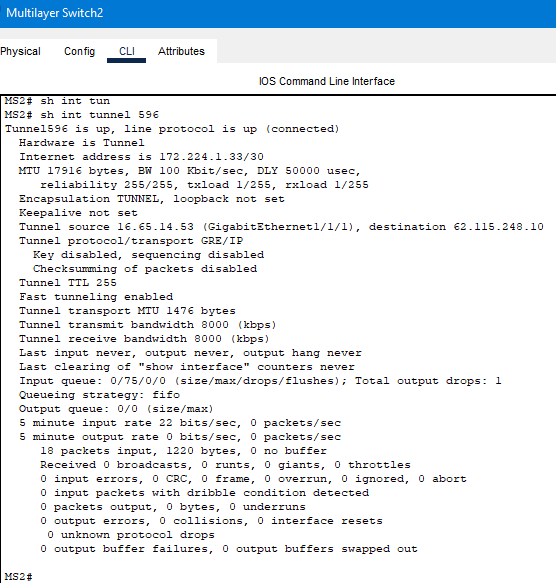 Multilayer Switch2
Physical Config CLI Attributes
IOS Command Line Interface
MS2# sh int tun
MS2# sh int tunnel 596
Tunnel596 is up, line protocol is up (connected)
Hardware is Tunnel
Internet address is 172.224.1.33/30
MTU 17916 bytes, BW 100 Kbit/sec, DLY 50000 usec,
reliability 255/255, txload 1/255, rxload 1/255
Encapsulation TUNNEL, loopback not set
Keepalive not set
Tunnel source 16.65.14.53 (GigabitEthernet1/1/1), destination 62.115.248.10
Tunnel protocol/transport GRE/IP
Key disabled, sequencing disabled
Checksumming of packets disabled
Tunnel TTL 255
Fast tunneling enabled
Tunnel transport MTU 1476 bytes
Tunnel transmit bandwidth 8000 (kbps)
Tunnel receive bandwidth 8000 (kbps)
Last input never, output never, output hang never
Last clearing of "show interface" counters never
Input queue: 0/75/0/0 (size/max/drops/flushes); Total output drops: 1
Queueing strategy: fifo
Output queue: 0/0 (size/max)
5 minute input rate 22 bits/sec, 0 packets/sec
5 minute output rate 0 bits/sec, 0 packets/sec
18 packets input, 1220 bytes, 0 no buffer
Received 0 broadcasts, 0 runts, 0 giants, 0 throttles
0 input errors, 0 CRC, 0 frame, 0 overrun, 0 ignored, 0 abort
0 input packets with dribble condition detected
0 packets output, 0 bytes, 0 underruns
0 output errors, 0 collisions, 0 interface resets
0 unknown protocol drops
0 output buffer failures, 0 output buffers swapped out
MS2#